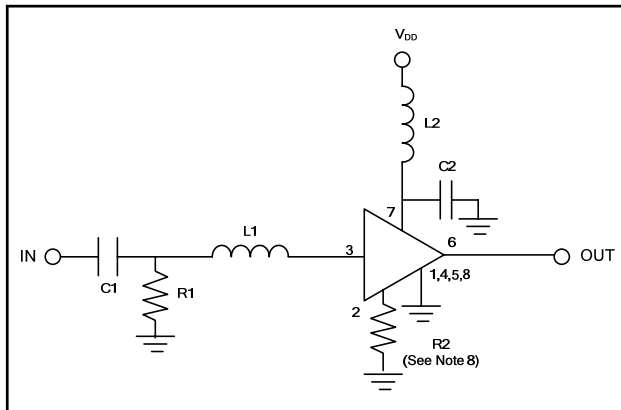 V_DD
L2
C2
7
L1
IN
3
6
OUT
C1
1,4,5,8
R1
2
R2
(See Note 8)